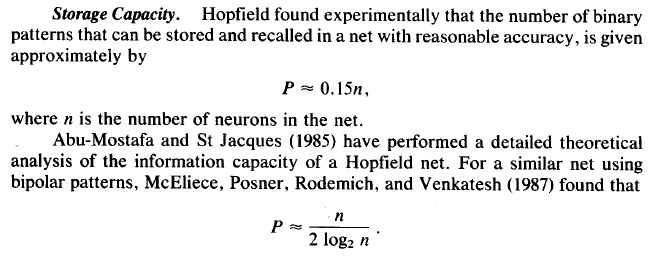 Storage Capacity. Hopfield found experimentally that the number of binary
patterns that can be stored and recalled in a net with reasonable accuracy, is given
approximately by
P ≈ 0.15n,
where n is the number of neurons in the net.
Abu-Mostafa and St Jacques (1985) have performed a detailed theoretical
analysis of the information capacity of a Hopfield net. For a similar net using
bipolar patterns, McEliece, Posner, Rodemich, and Venkatesh (1987) found that
P ≈ n / 2 log₂ n .